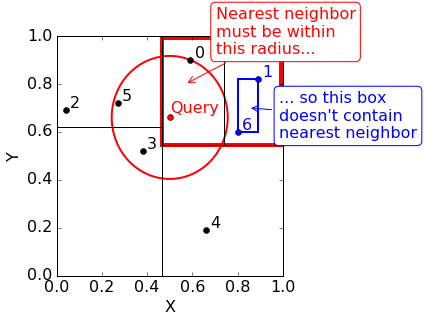 Nearest neighbor
must be within
this radius...
1.0
0
1
0.8
2
5
... so this box
doesn't contain
nearest neighbor
Query
6
0.6
3
Y
0.4
4
0.2
0.0
0.0 0.2 0.4 0.6 0.8 1.0
X